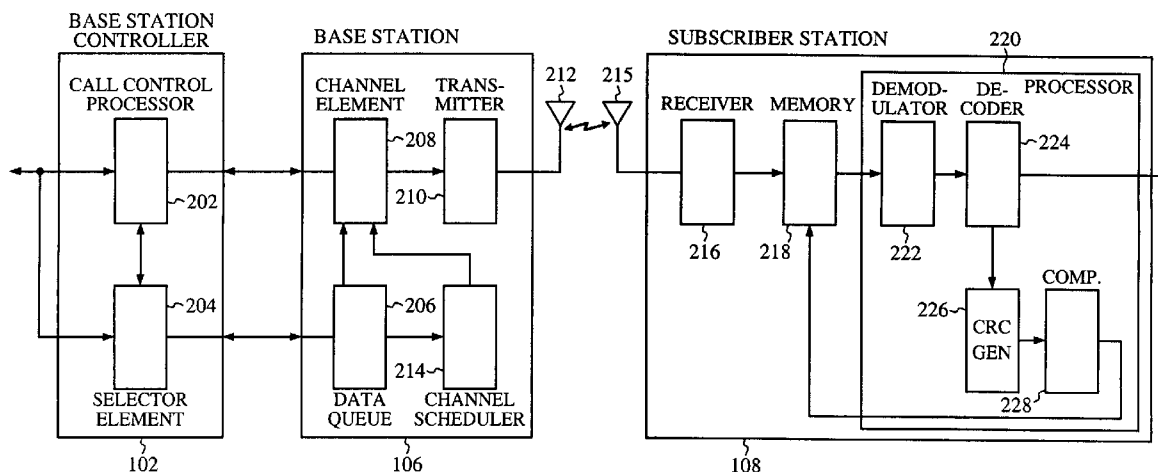 BASE STATION
CONTROLLER
CALL CONTROL
PROCESSOR
202
204
SELECTOR
ELEMENT
102
BASE STATION
CHANNEL
ELEMENT
208
TRANS-
MITTER
210
206
214
DATA
QUEUE
CHANNEL
SCHEDULER
106
212
215
SUBSCRIBER STATION
RECEIVER
216
MEMORY
218
220
PROCESSOR
DEMOD-
ULATOR
222
DE-
CODER
224
226
CRC
GEN
COMP.
228
108